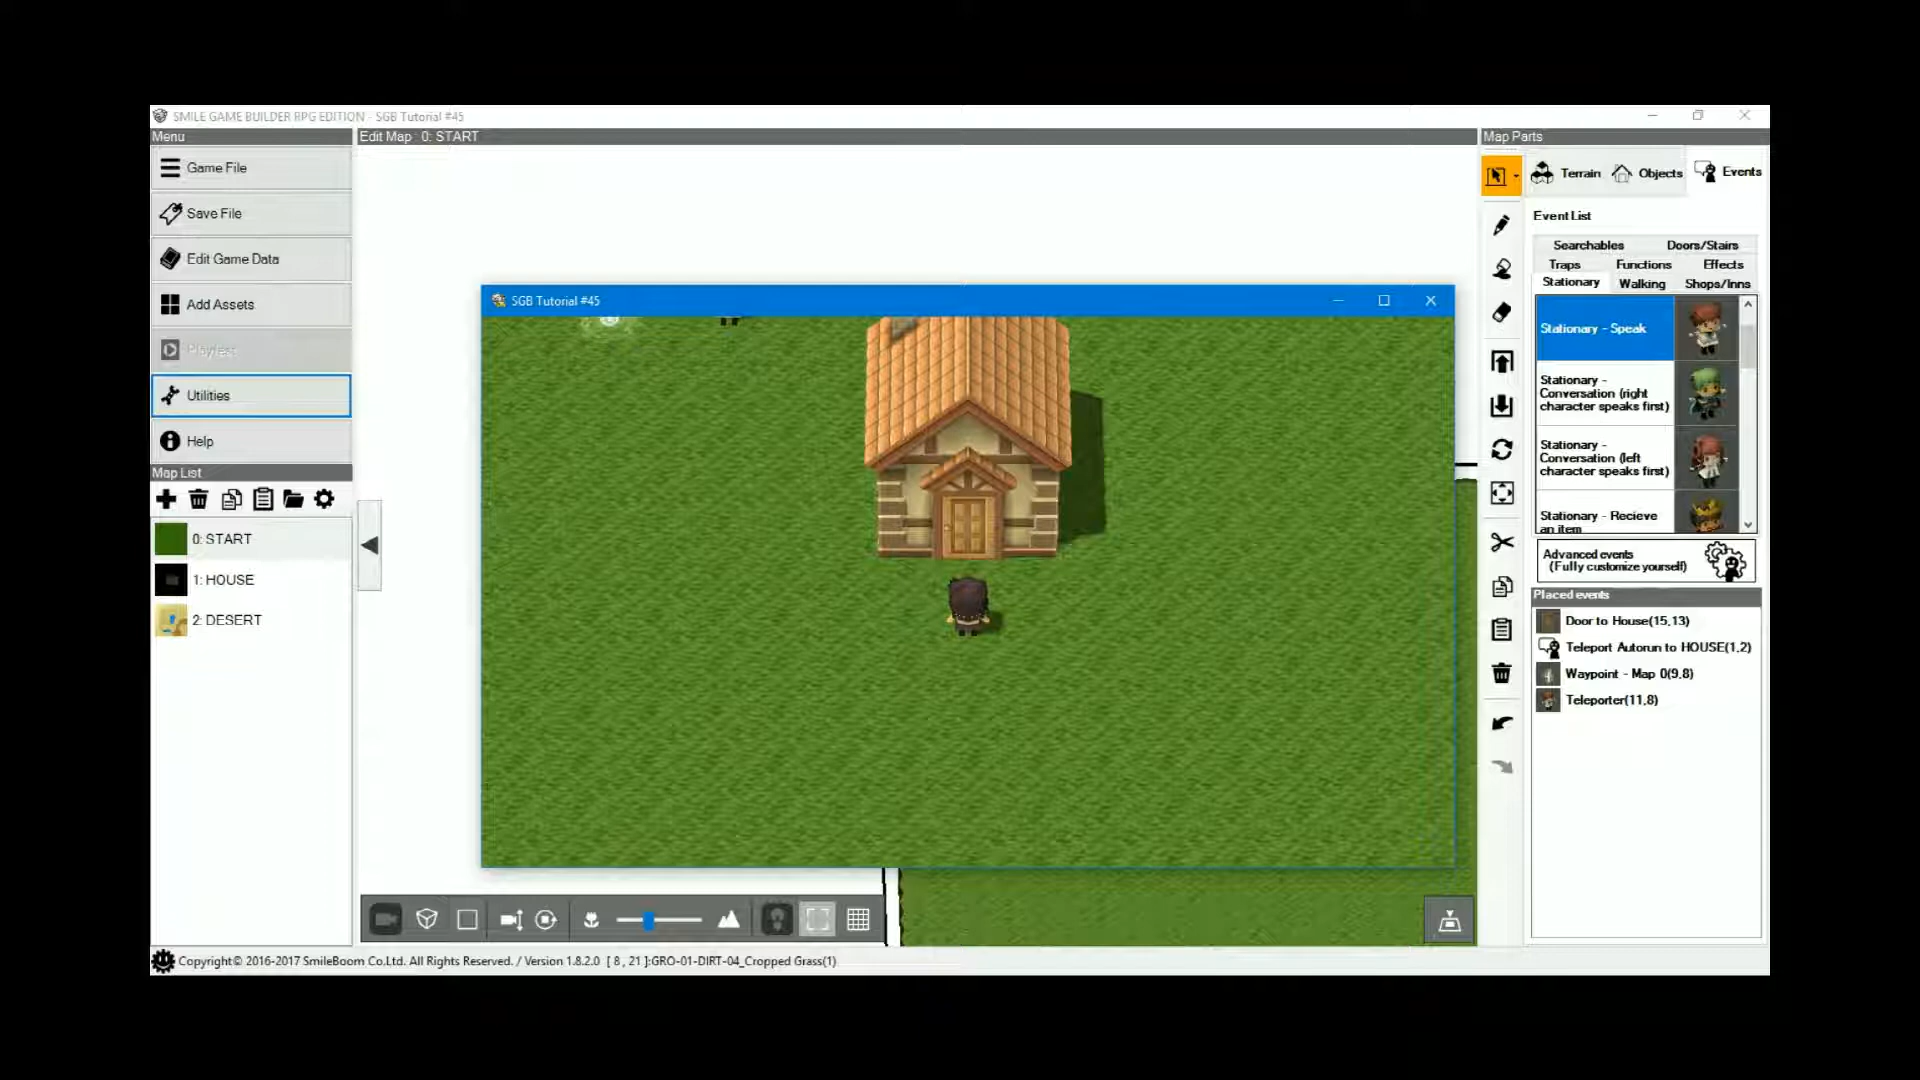 SMILE GAME BUILDER RPG EDITION - SGB Tutorial #45
Menu
Edit Map : 0: START
Map Parts
Game File
Save File
Edit Game Data
Add Assets
Playtest
Utilities
Help
Map List
0: START
1: HOUSE
2: DESERT
SGB Tutorial #45
Terrain
Objects
Events
Event List
Searchables
Doors/Stairs
Traps
Functions
Effects
Stationary
Walking
Shops/Inns
Stationary - Speak
Stationary -
Conversation (right
character speaks first)
Stationary -
Conversation (left
character speaks first)
Stationary - Recieve
an item
Advanced events
(Fully customize yourself)
Placed events
Door to House(15,13)
Teleport Autorun to HOUSE(1,2)
Waypoint - Map 0(9,8)
Teleporter(11,8)
Copyright© 2016-2017 SmileBoom Co.Ltd. All Rights Reserved. / Version 1.8.2.0 [ 8 , 21 ]:GRO-01-DIRT-04_Cropped Grass(1)